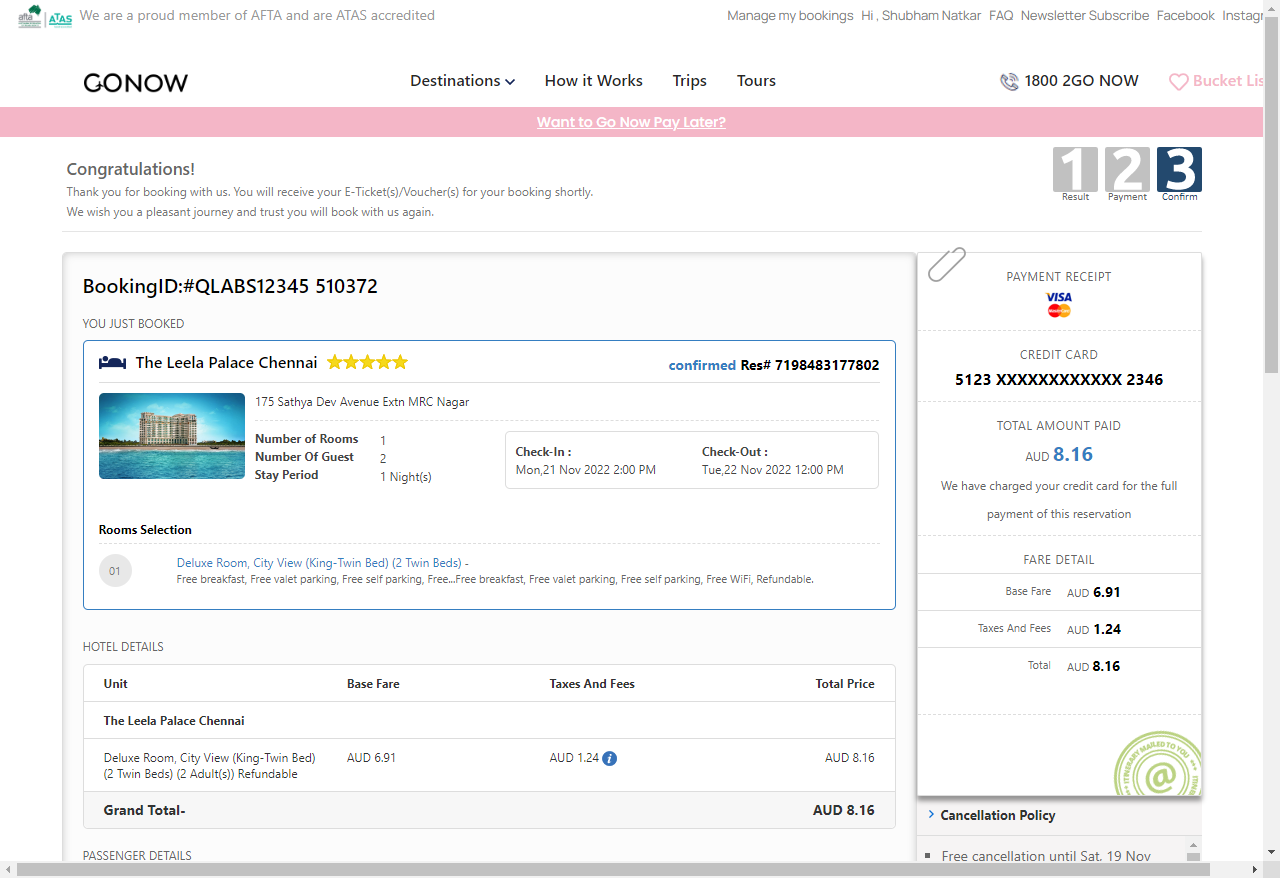 afta ATAS We are a proud member of AFTA and are ATAS accredited
Manage my bookings Hi , Shubham Natkar FAQ Newsletter Subscribe Facebook Instagr
GONOW Destinations How it Works Trips Tours 1800 2GO NOW Bucket Lis
Want to Go Now Pay Later?
Congratulations!
Thank you for booking with us. You will receive your E-Ticket(s)/Voucher(s) for your booking shortly.
We wish you a pleasant journey and trust you will book with us again.
1 2 3
Result Payment Confirm
BookingID:#QLABS12345 510372
YOU JUST BOOKED
The Leela Palace Chennai confirmed Res# 7198483177802
175 Sathya Dev Avenue Extn MRC Nagar
Number of Rooms 1
Number Of Guest 2
Stay Period 1 Night(s)
Check-In : Check-Out :
Mon,21 Nov 2022 2:00 PM Tue,22 Nov 2022 12:00 PM
Rooms Selection
01 Deluxe Room, City View (King-Twin Bed) (2 Twin Beds) -
Free breakfast, Free valet parking, Free self parking, Free...Free breakfast, Free valet parking, Free self parking, Free WiFi, Refundable.
HOTEL DETAILS
Unit Base Fare Taxes And Fees Total Price
The Leela Palace Chennai
Deluxe Room, City View (King-Twin Bed) AUD 6.91 AUD 1.24 i AUD 8.16
(2 Twin Beds) (2 Adult(s)) Refundable
Grand Total- AUD 8.16
PASSENGER DETAILS
PAYMENT RECEIPT
VISA
MasterCard
CREDIT CARD
5123 XXXXXXXXXXXX 2346
TOTAL AMOUNT PAID
AUD 8.16
We have charged your credit card for the full
payment of this reservation
FARE DETAIL
Base Fare AUD 6.91
Taxes And Fees AUD 1.24
Total AUD 8.16
ITINERARY MAILED TO YOU
@
Cancellation Policy
Free cancellation until Sat, 19 Nov